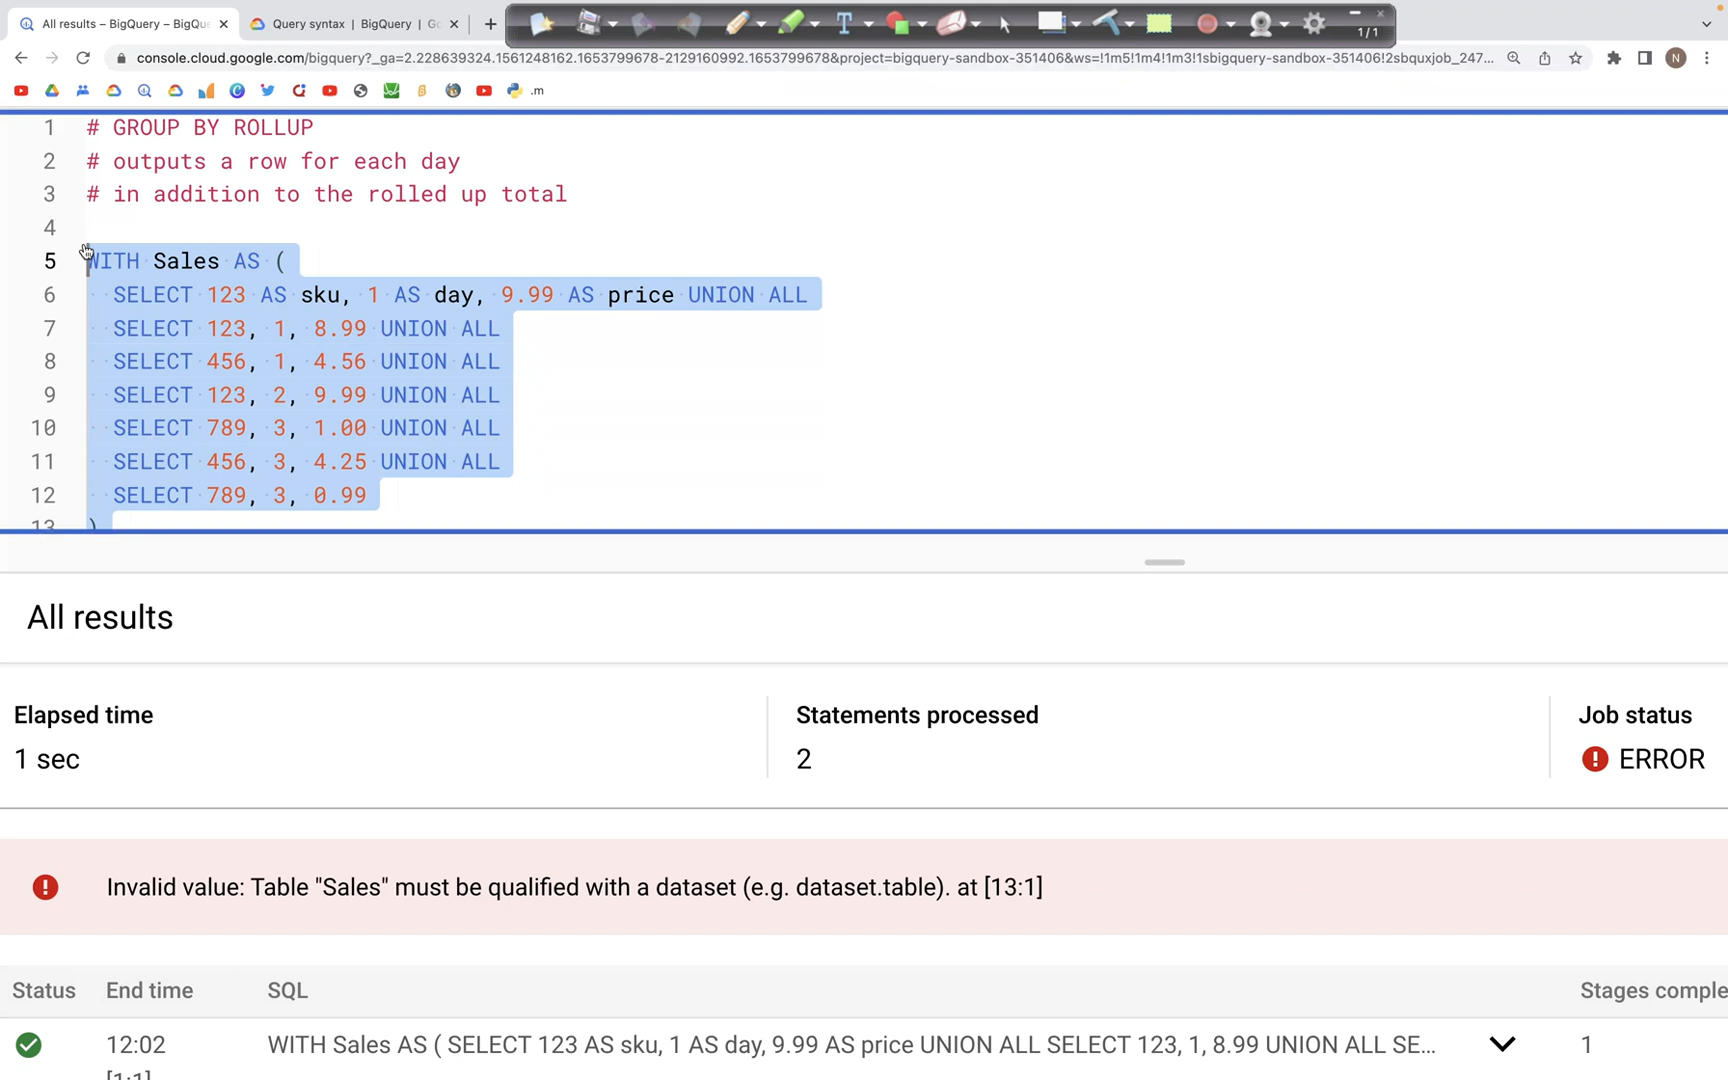 All results – BigQuery – BigQu
Query syntax | BigQuery | Go
1/1
console.cloud.google.com/bigquery?_ga=2.228639324.1561248162.1653799678-2129160992.1653799678&project=bigquery-sandbox-351406&ws=!1m5!1m4!1m3!1sbigquery-sandbox-351406!2sbquxjob_247...
N
.m
1 # GROUP BY ROLLUP
2 # outputs a row for each day
3 # in addition to the rolled up total
4
5 WITH Sales AS (
6 SELECT 123 AS sku, 1 AS day, 9.99 AS price UNION ALL
7 SELECT 123, 1, 8.99 UNION ALL
8 SELECT 456, 1, 4.56 UNION ALL
9 SELECT 123, 2, 9.99 UNION ALL
10 SELECT 789, 3, 1.00 UNION ALL
11 SELECT 456, 3, 4.25 UNION ALL
12 SELECT 789, 3, 0.99
13 )
All results
Elapsed time
1 sec
Statements processed
2
Job status
ERROR
Invalid value: Table "Sales" must be qualified with a dataset (e.g. dataset.table). at [13:1]
Status End time SQL Stages comple
12:02 WITH Sales AS ( SELECT 123 AS sku, 1 AS day, 9.99 AS price UNION ALL SELECT 123, 1, 8.99 UNION ALL SE... 1
[1:1]